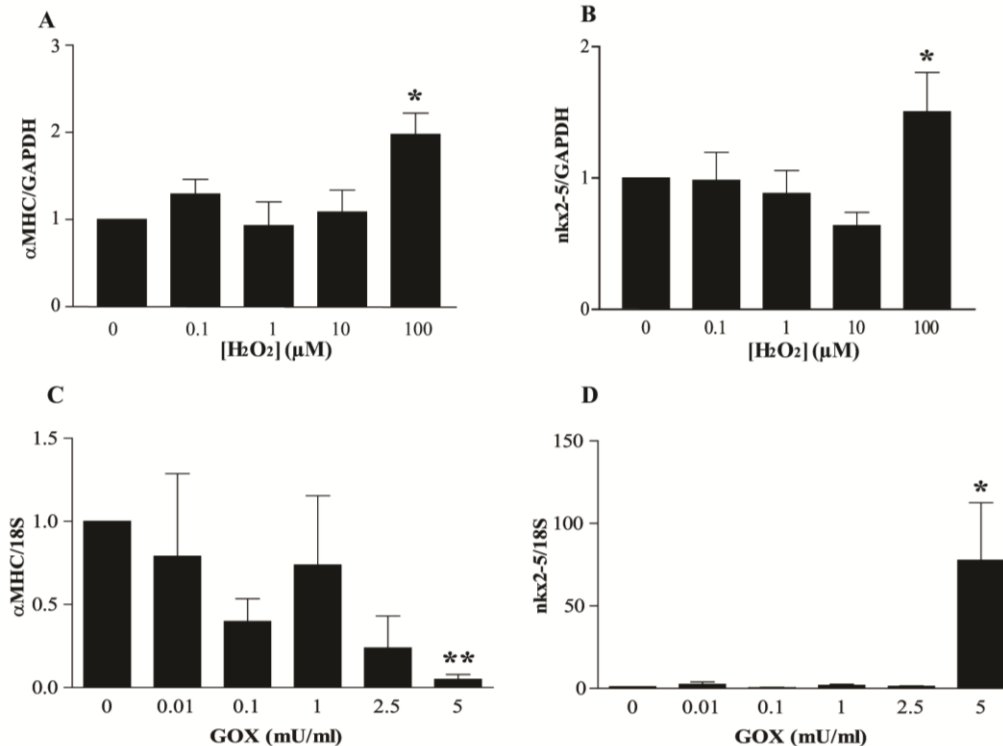 A
αMHC/GAPDH
3
2
1
0
*
0 0.1 1 10 100
[H₂O₂] (µM)
B
nkx2-5/GAPDH
2
1
0
*
0 0.1 1 10 100
[H₂O₂] (µM)
C
αMHC/18S
1.5
1.0
0.5
0.0
**
0 0.01 0.1 1 2.5 5
GOX (mU/ml)
D
nkx2-5/18S
150
100
50
0
*
0 0.01 0.1 1 2.5 5
GOX (mU/ml)